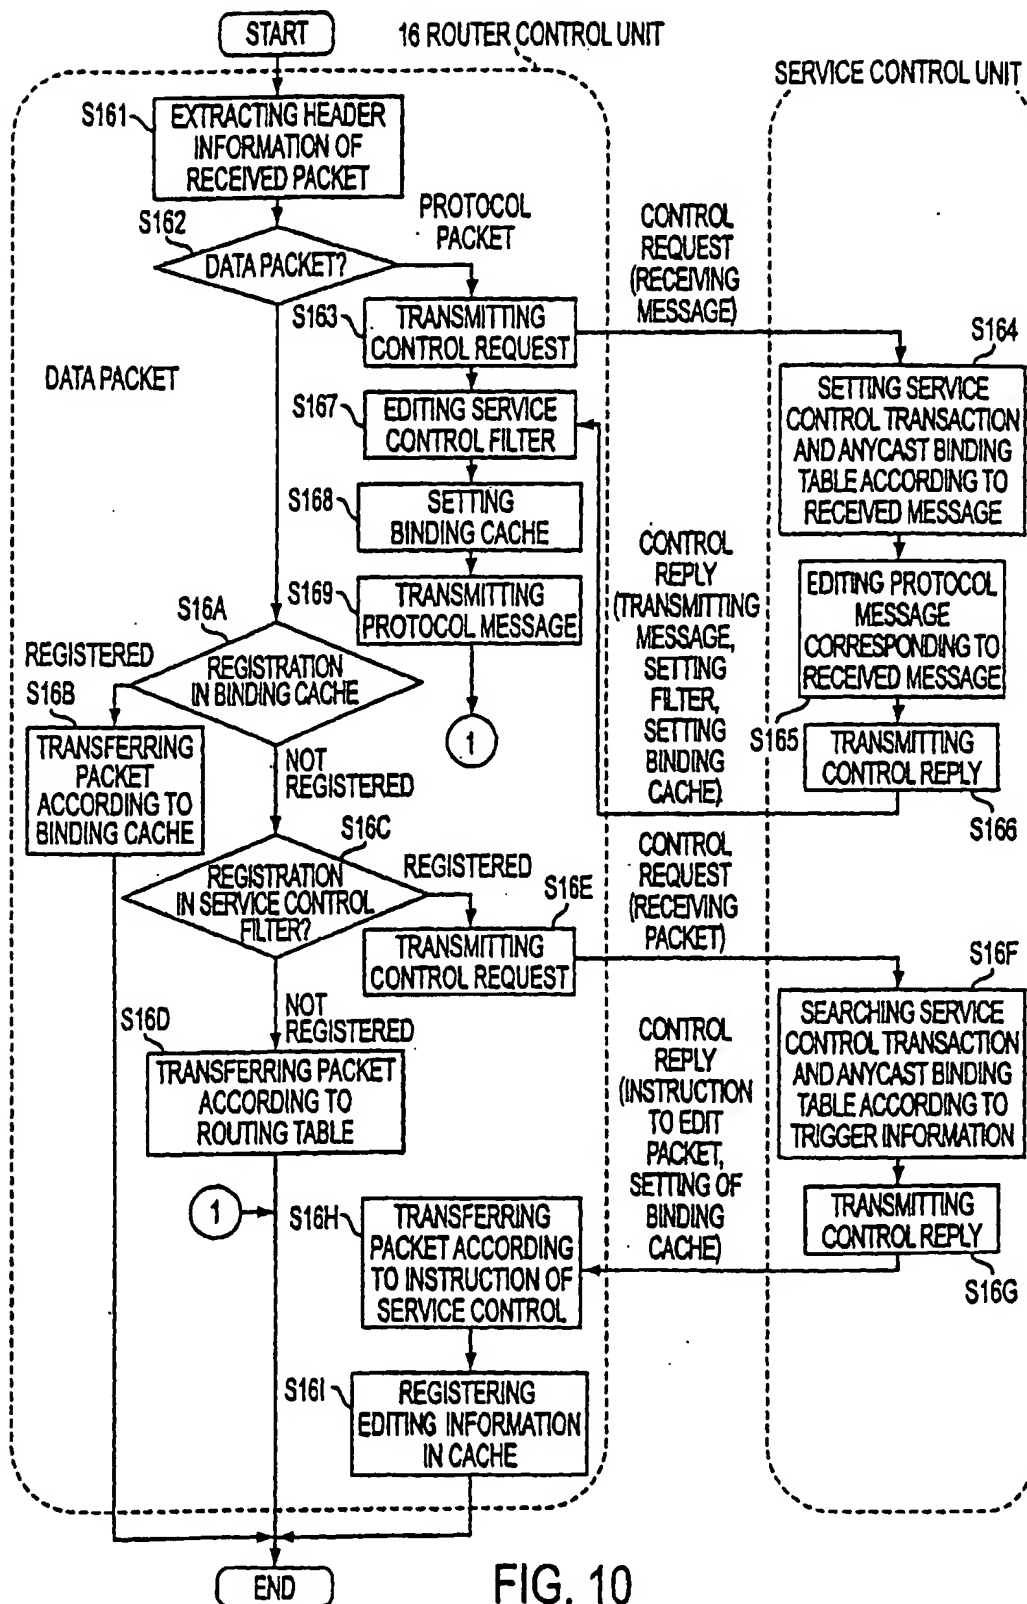 START
16 ROUTER CONTROL UNIT
SERVICE CONTROL UNIT
S161
EXTRACTING HEADER
INFORMATION OF
RECEIVED PACKET
S162
DATA PACKET?
PROTOCOL
PACKET
CONTROL
REQUEST
(RECEIVING
MESSAGE)
S163
TRANSMITTING
CONTROL REQUEST
S164
SETTING SERVICE
CONTROL TRANSACTION
AND ANYCAST BINDING
TABLE ACCORDING TO
RECEIVED MESSAGE
DATA PACKET
S167
EDITING SERVICE
CONTROL FILTER
S168
SETTING
BINDING CACHE
S169
TRANSMITTING
PROTOCOL MESSAGE
1
CONTROL
REPLY
(TRANSMITTING
MESSAGE,
SETTING
FILTER,
SETTING
BINDING
CACHE)
EDITING PROTOCOL
MESSAGE
CORRESPONDING TO
RECEIVED MESSAGE
S165
TRANSMITTING
CONTROL REPLY
S166
S16A
REGISTRATION
IN BINDING CACHE
REGISTERED
S16B
TRANSFERRING
PACKET
ACCORDING TO
BINDING CACHE
NOT
REGISTERED
S16C
REGISTRATION
IN SERVICE CONTROL
FILTER?
REGISTERED
S16E
TRANSMITTING
CONTROL REQUEST
CONTROL
REQUEST
(RECEIVING
PACKET)
S16F
SEARCHING SERVICE
CONTROL TRANSACTION
AND ANYCAST BINDING
TABLE ACCORDING TO
TRIGGER INFORMATION
NOT
REGISTERED
S16D
TRANSFERRING PACKET
ACCORDING TO
ROUTING TABLE
CONTROL
REPLY
(INSTRUCTION
TO EDIT
PACKET,
SETTING OF
BINDING
CACHE)
TRANSMITTING
CONTROL REPLY
S16G
1
S16H
TRANSFERRING
PACKET ACCORDING
TO INSTRUCTION OF
SERVICE CONTROL
S16I
REGISTERING
EDITING INFORMATION
IN CACHE
END
FIG. 10